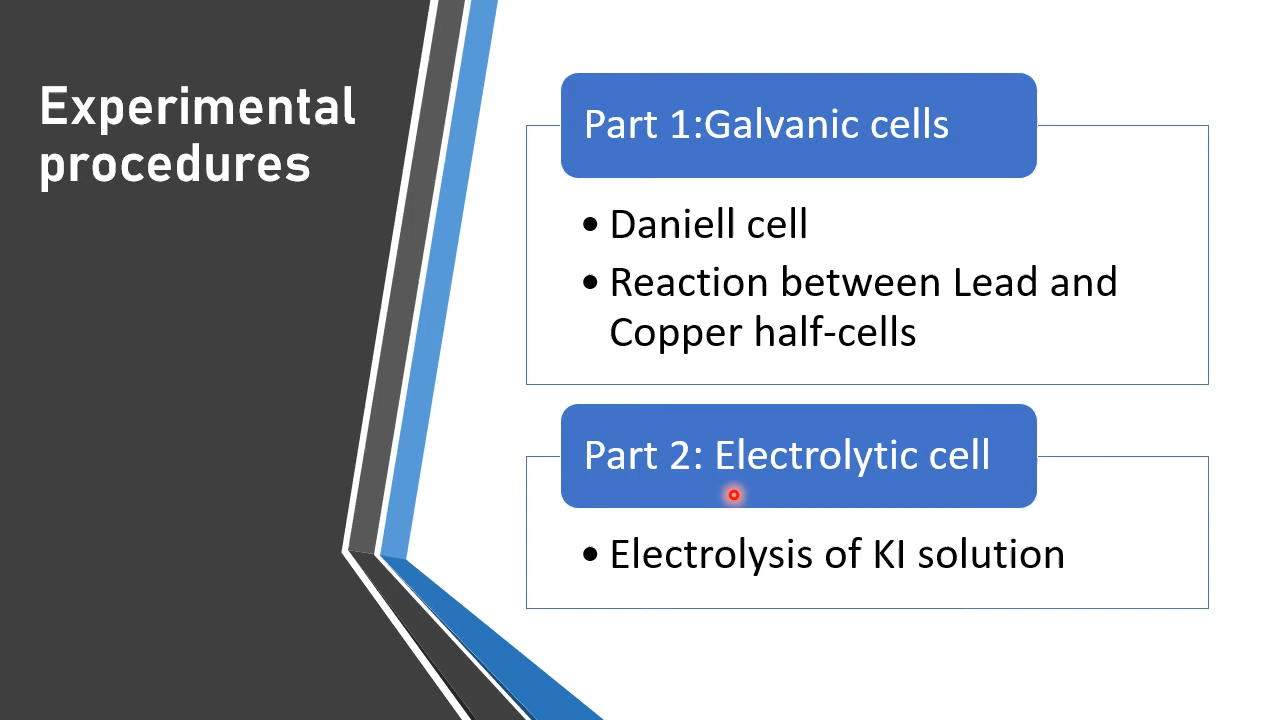 Experimental
procedures
Part 1:Galvanic cells
• Daniell cell
• Reaction between Lead and
Copper half-cells
Part 2: Electrolytic cell
• Electrolysis of KI solution